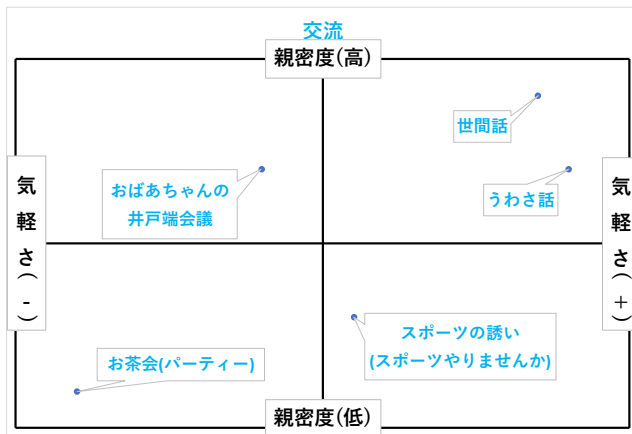 交流
親密度(高)
世間話
おばあちゃんの
井戸端会議
うわさ話
気軽さ(-)
気軽さ(+)
スポーツの誘い
(スポーツやりませんか)
お茶会(パーティー)
親密度(低)